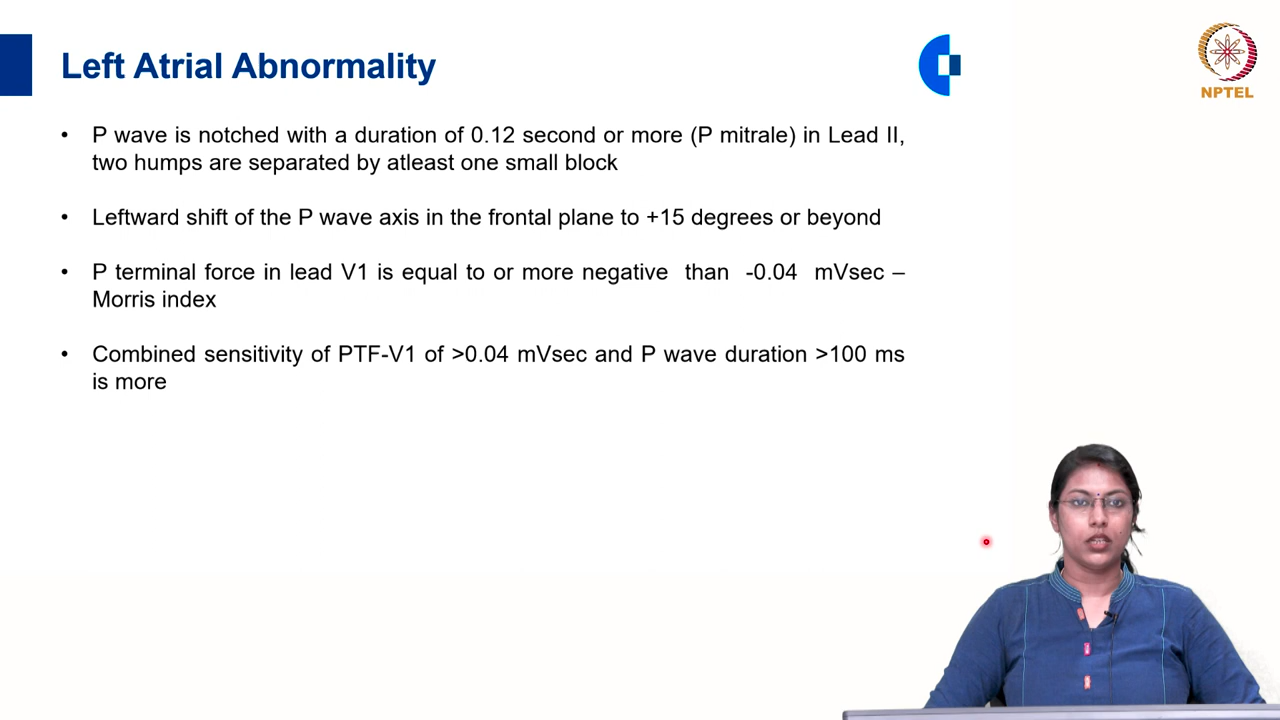 Left Atrial Abnormality
NPTEL
• P wave is notched with a duration of 0.12 second or more (P mitrale) in Lead II,
two humps are separated by atleast one small block
• Leftward shift of the P wave axis in the frontal plane to +15 degrees or beyond
• P terminal force in lead V1 is equal to or more negative than -0.04 mVsec –
Morris index
• Combined sensitivity of PTF-V1 of >0.04 mVsec and P wave duration >100 ms
is more